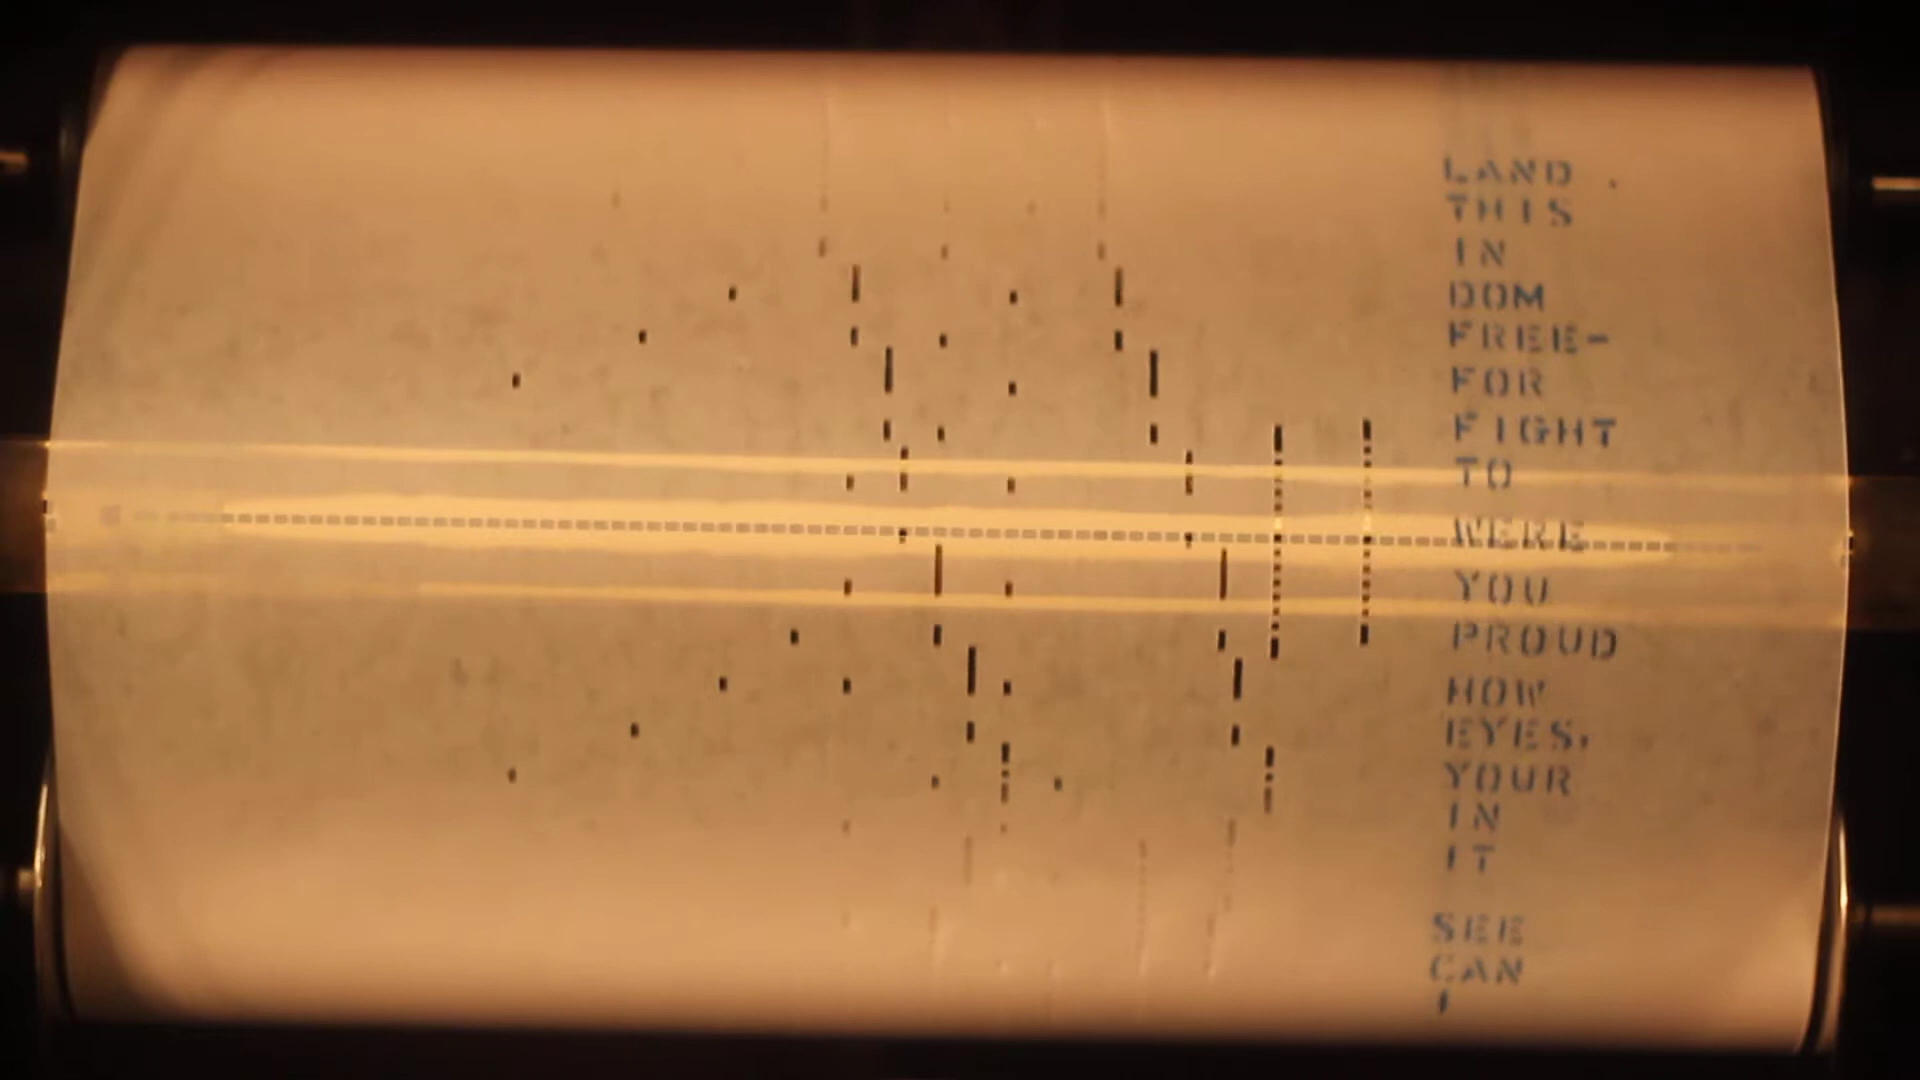 LAND
THIS
IN
DOM
FREE-
FOR
FIGHT
TO
WERE
YOU
PROUD
HOW
EYES,
YOUR
IN
IT
SEE
CAN
I